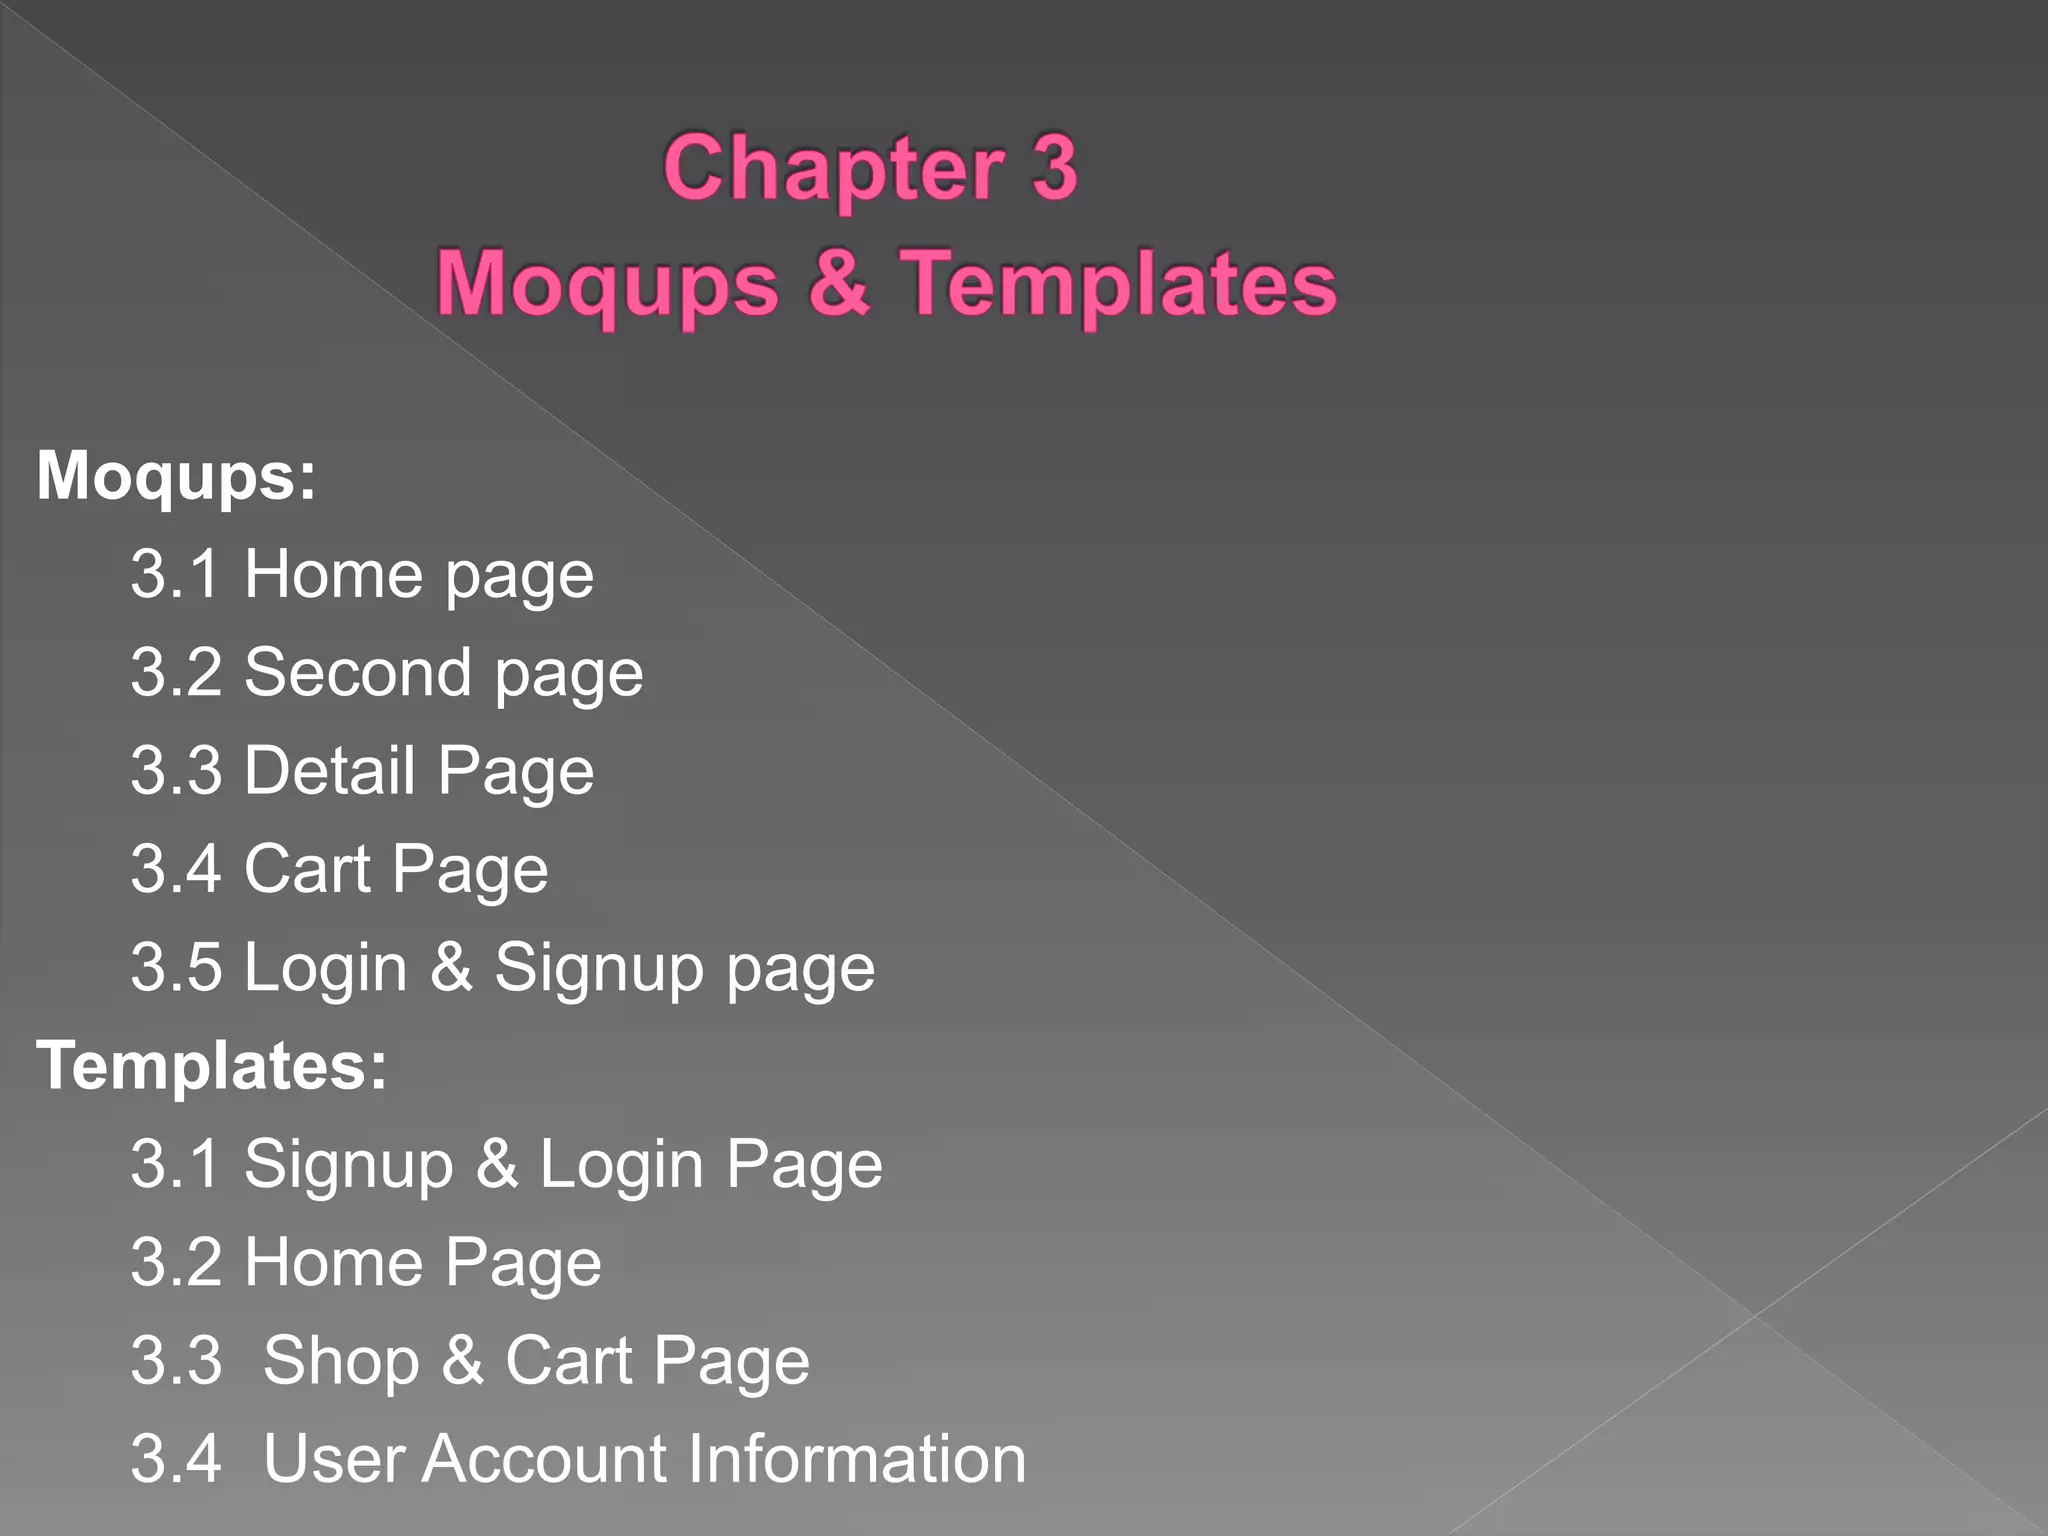 Chapter 3
Moqups & Templates
Moqups:
3.1 Home page
3.2 Second page
3.3 Detail Page
3.4 Cart Page
3.5 Login & Signup page
Templates:
3.1 Signup & Login Page
3.2 Home Page
3.3  Shop & Cart Page
3.4  User Account Information